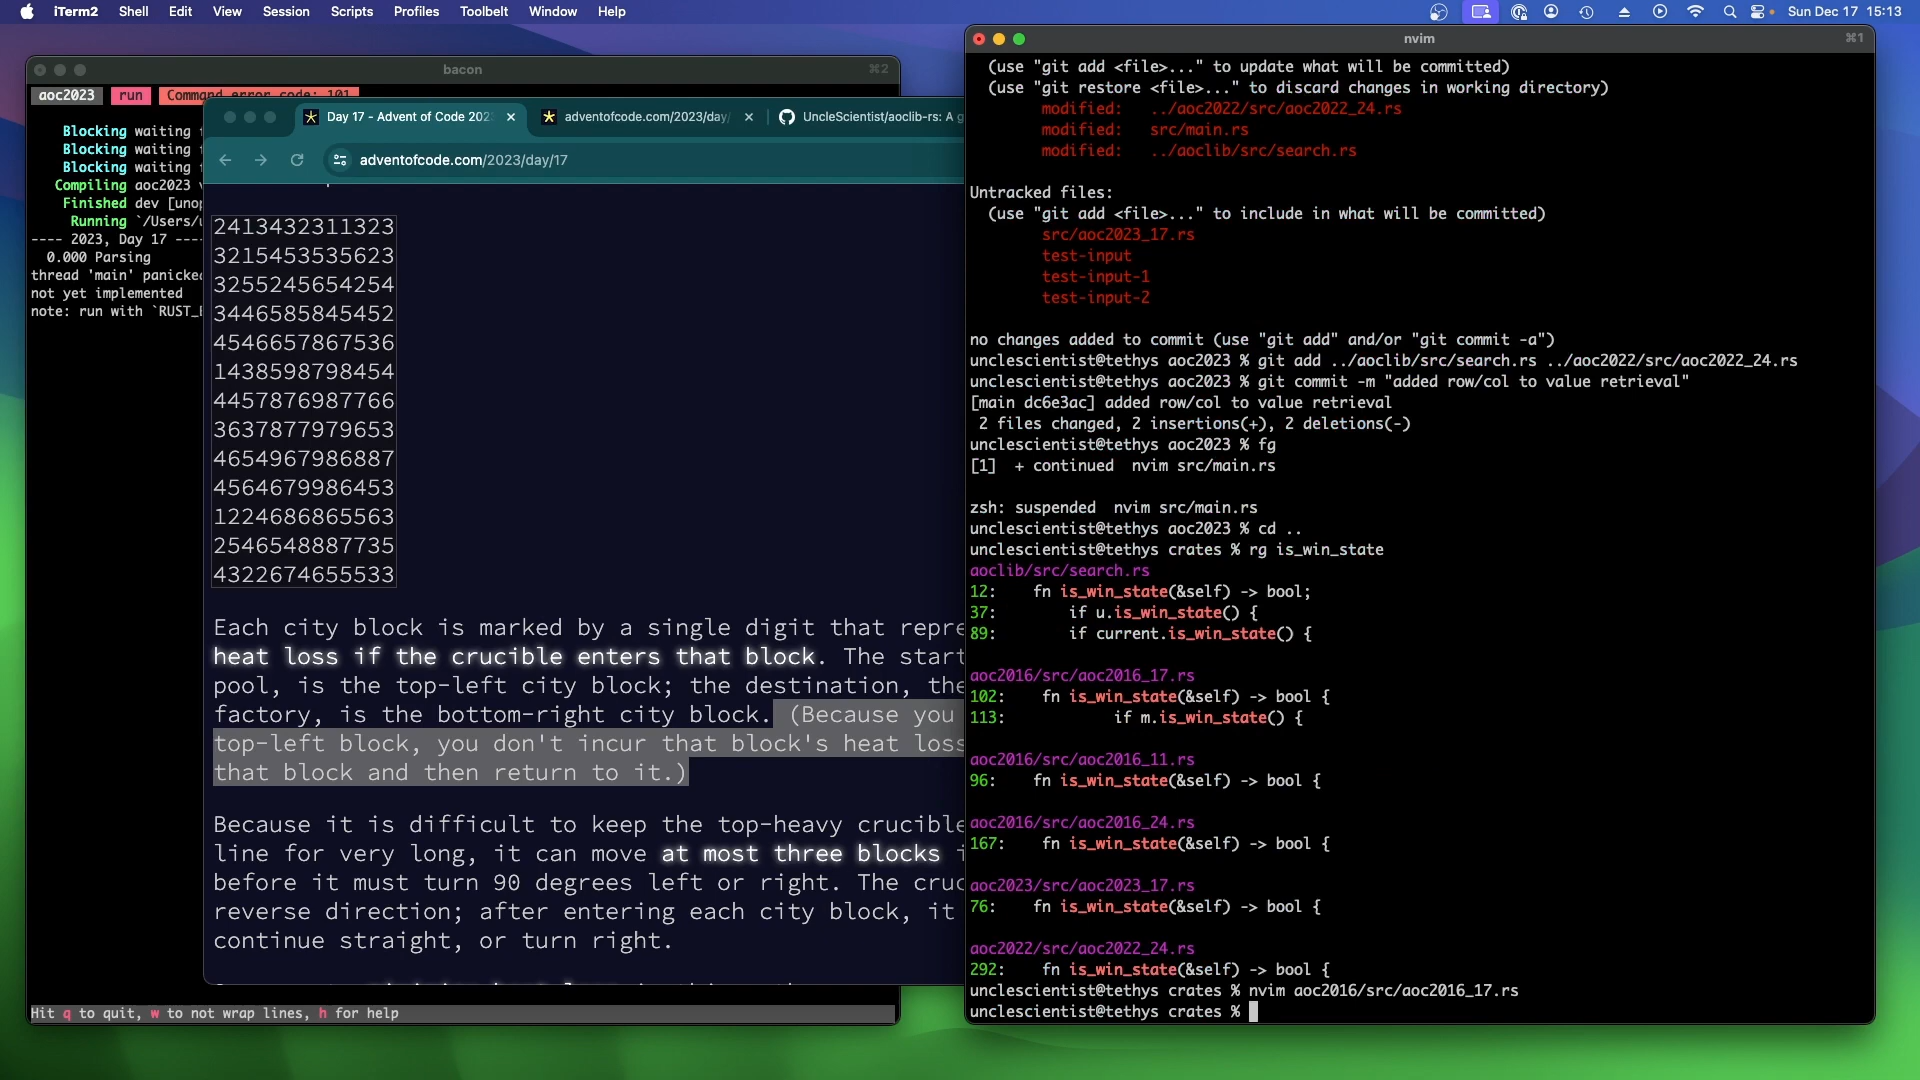 iTerm2 Shell Edit View Session Scripts Profiles Toolbelt Window Help
Sun Dec 17 15:13
bacon
⌘2
aoc2023 run Command error code: 101
Blocking waiting
Blocking waiting
Blocking waiting
Compiling aoc2023
Finished dev [unop
Running `/Users/
---- 2023, Day 17 ----
0.000 Parsing
thread 'main' panicke
not yet implemented
note: run with `RUST_
Hit q to quit, w to not wrap lines, h for help
Day 17 - Advent of Code 202
adventofcode.com/2023/day/
UncleScientist/aoclib-rs: A g
adventofcode.com/2023/day/17
2413432311323
3215453535623
3255245654254
3446585845452
4546657867536
1438598798454
4457876987766
3637877979653
4654967986887
4564679986453
1224686865563
2546548887735
4322674655533
Each city block is marked by a single digit that repre
heat loss if the crucible enters that block. The start
pool, is the top-left city block; the destination, the
factory, is the bottom-right city block. (Because you
top-left block, you don't incur that block's heat loss
that block and then return to it.)
Because it is difficult to keep the top-heavy crucible
line for very long, it can move at most three blocks i
before it must turn 90 degrees left or right. The cruc
reverse direction; after entering each city block, it
continue straight, or turn right.
nvim
⌘1
(use "git add <file>..." to update what will be committed)
(use "git restore <file>..." to discard changes in working directory)
modified: ../aoc2022/src/aoc2022_24.rs
modified: src/main.rs
modified: ../aoclib/src/search.rs
Untracked files:
(use "git add <file>..." to include in what will be committed)
src/aoc2023_17.rs
test-input
test-input-1
test-input-2
no changes added to commit (use "git add" and/or "git commit -a")
unclescientist@tethys aoc2023 % git add ../aoclib/src/search.rs ../aoc2022/src/aoc2022_24.rs
unclescientist@tethys aoc2023 % git commit -m "added row/col to value retrieval"
[main dc6e3ac] added row/col to value retrieval
2 files changed, 2 insertions(+), 2 deletions(-)
unclescientist@tethys aoc2023 % fg
[1]  + continued  nvim src/main.rs
zsh: suspended  nvim src/main.rs
unclescientist@tethys aoc2023 % cd ..
unclescientist@tethys crates % rg is_win_state
aoclib/src/search.rs
12:    fn is_win_state(&self) -> bool;
37:        if u.is_win_state() {
89:        if current.is_win_state() {
aoc2016/src/aoc2016_17.rs
102:    fn is_win_state(&self) -> bool {
113:            if m.is_win_state() {
aoc2016/src/aoc2016_11.rs
96:    fn is_win_state(&self) -> bool {
aoc2016/src/aoc2016_24.rs
167:    fn is_win_state(&self) -> bool {
aoc2023/src/aoc2023_17.rs
76:    fn is_win_state(&self) -> bool {
aoc2022/src/aoc2022_24.rs
292:    fn is_win_state(&self) -> bool {
unclescientist@tethys crates % nvim aoc2016/src/aoc2016_17.rs
unclescientist@tethys crates %